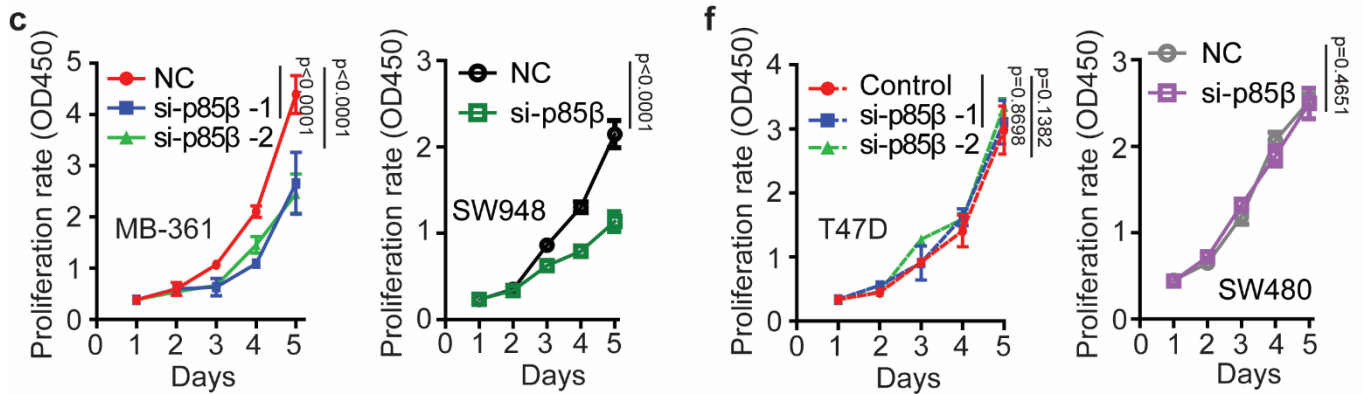 c
Proliferation rate (OD450)
5
4
3
2
1
0
NC
si-p85β -1
si-p85β -2
p<0.0001
p<0.0001
MB-361
0 1 2 3 4 5
Days
Proliferation rate (OD450)
3
2
1
0
NC
si-p85β
p<0.0001
SW948
0 1 2 3 4 5
Days
f
Proliferation rate (OD450)
4
3
2
1
0
Control
si-p85β -1
si-p85β -2
p=0.8698
p=0.1382
T47D
0 1 2 3 4 5
Days
Proliferation rate (OD450)
3
2
1
0
NC
si-p85β
p=0.4651
SW480
0 1 2 3 4 5
Days